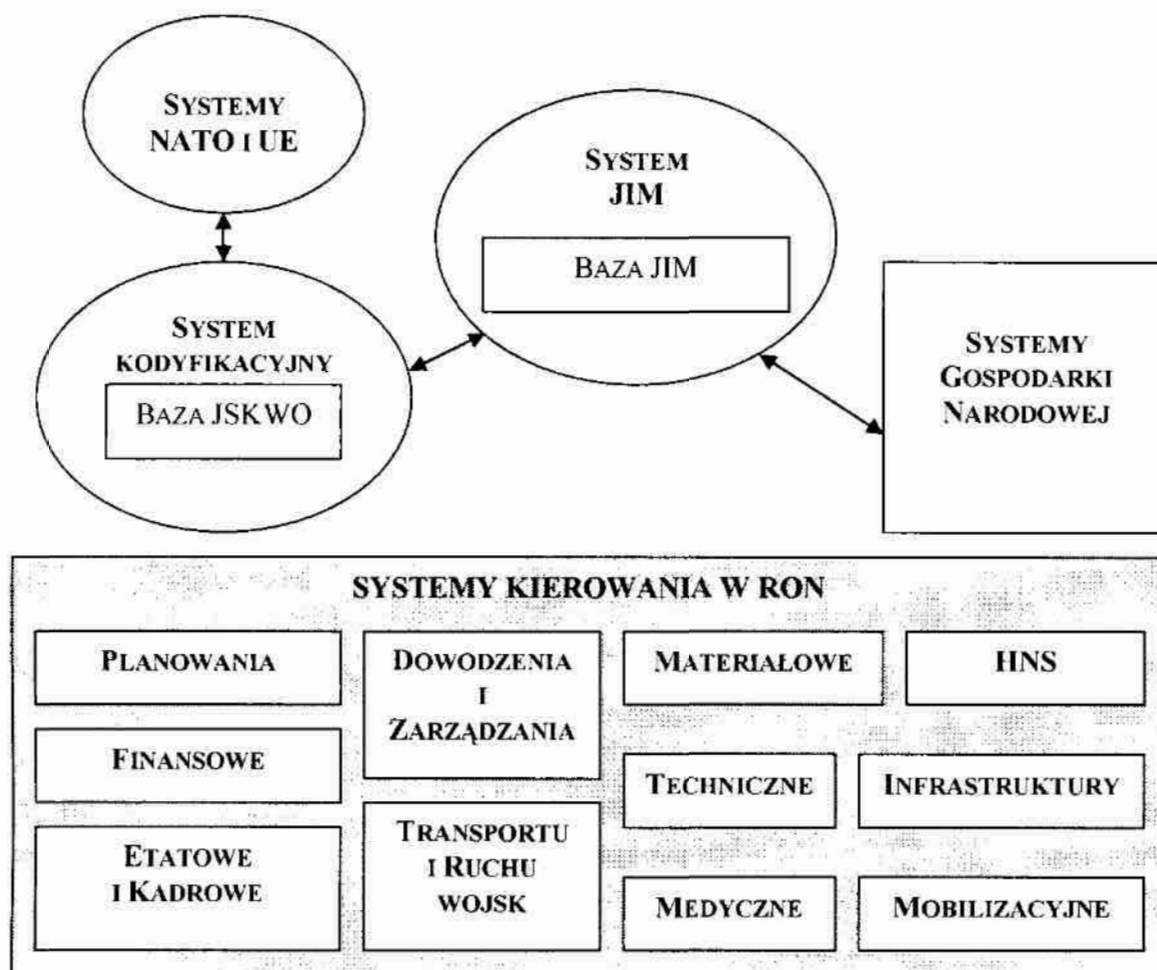 SYSTEMY
NATO I UE
SYSTEM
JIM
BAZA JIM
SYSTEM
KODYFIKACYJNY
BAZA JSKWO
SYSTEMY
GOSPODARKI
NARODOWEJ
SYSTEMY KIEROWANIA W RON
PLANOWANIA
FINANSOWE
ETATOWE
I KADROWE
DOWODZENIA
I
ZARZĄDZANIA
TRANSPORTU
I RUCHU
WOJSK
MATERIAŁOWE
HNS
TECHNICZNE
INFRASTRUKTURY
MEDYCZNE
MOBILIZACYJNE